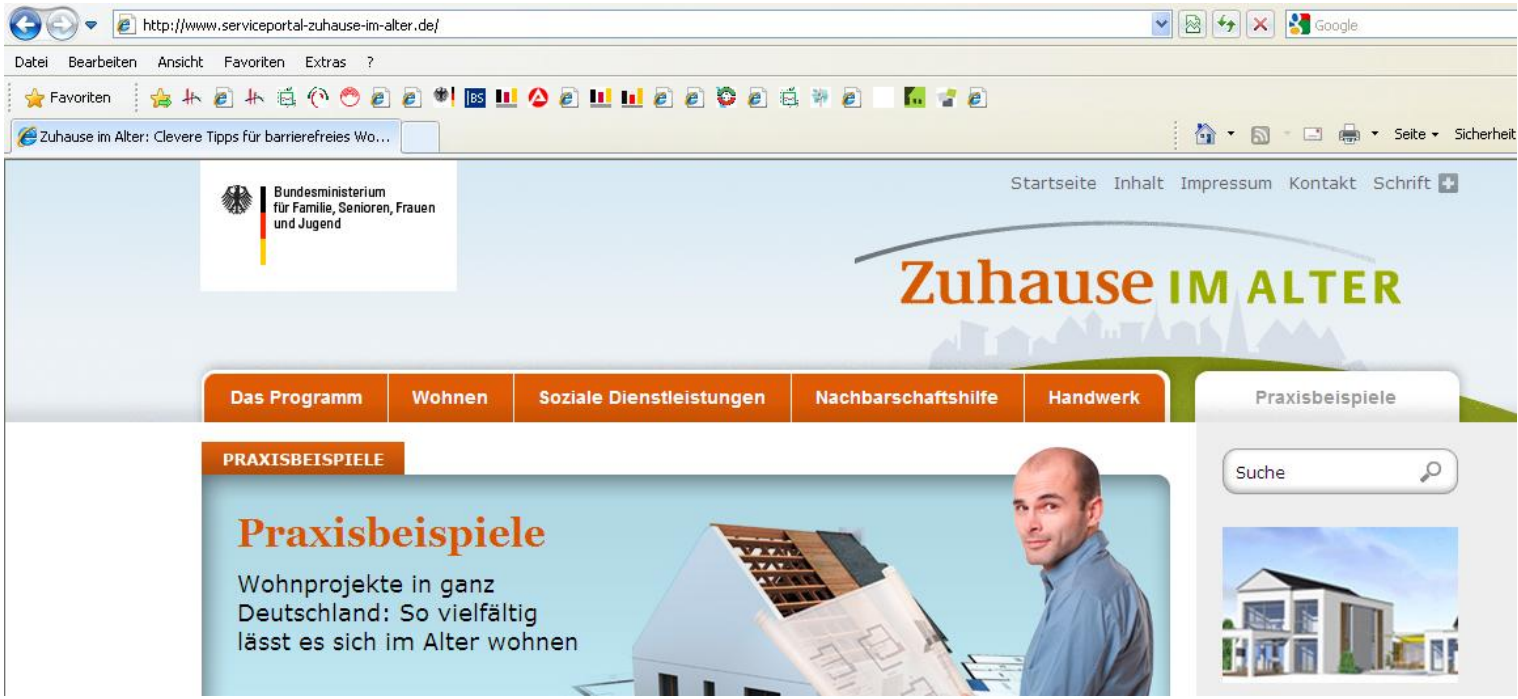 http://www.serviceportal-zuhause-im-alter.de/
Google
Datei Bearbeiten Ansicht Favoriten Extras ?
Favoriten
Zuhause im Alter: Clevere Tipps für barrierefreies Wo...
Seite Sicherheit
Bundesministerium
für Familie, Senioren, Frauen
und Jugend
Startseite Inhalt Impressum Kontakt Schrift
Zuhause IM ALTER
Das Programm Wohnen Soziale Dienstleistungen Nachbarschaftshilfe Handwerk Praxisbeispiele
PRAXISBEISPIELE
Suche
Praxisbeispiele
Wohnprojekte in ganz
Deutschland: So vielfältig
lässt es sich im Alter wohnen